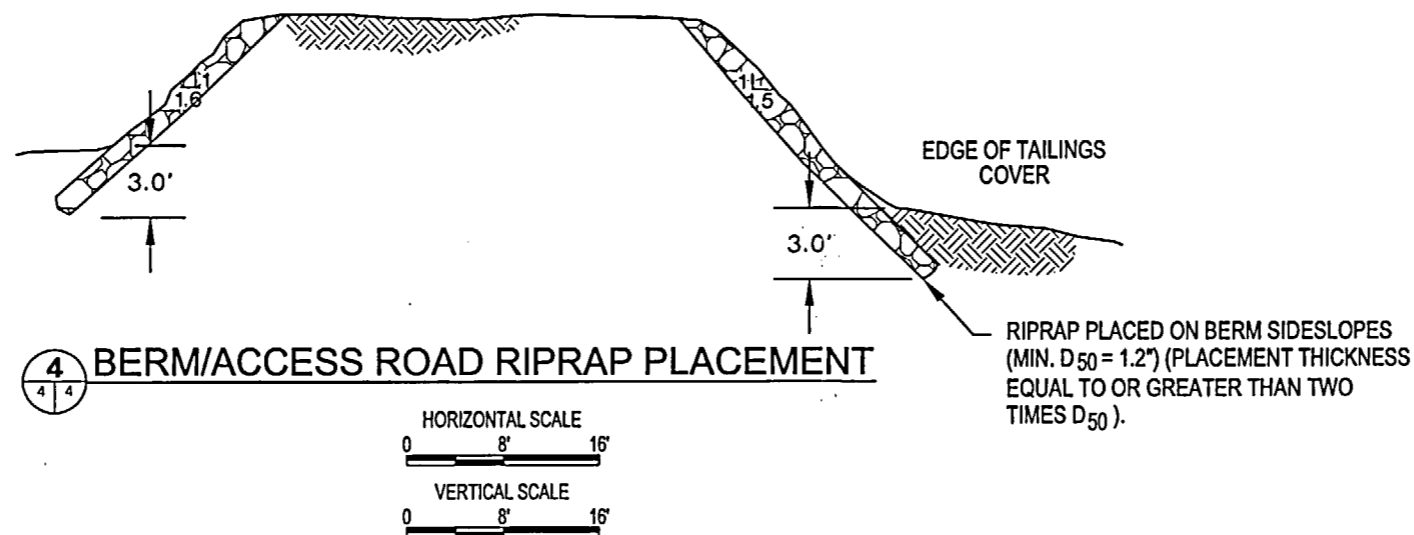 1
1.6
1
1.5
3.0'
3.0'
EDGE OF TAILINGS
COVER
RIPRAP PLACED ON BERM SIDESLOPES
(MIN. D50 = 1.2") (PLACEMENT THICKNESS
EQUAL TO OR GREATER THAN TWO
TIMES D50 ).
4
4 4
BERM/ACCESS ROAD RIPRAP PLACEMENT
HORIZONTAL SCALE
0 8' 16'
VERTICAL SCALE
0 8' 16'